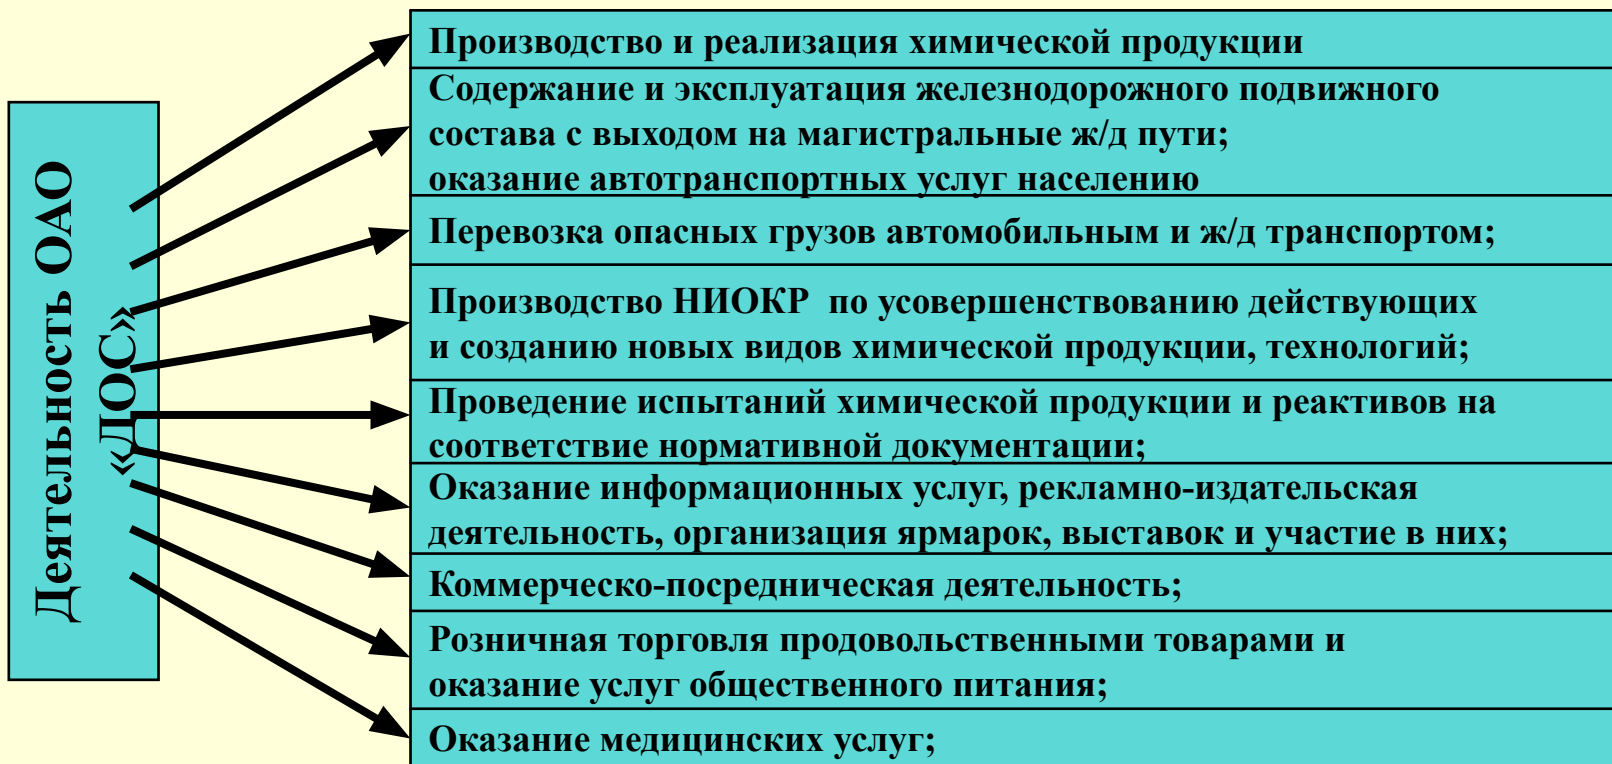 Деятельность ОАО
«ДОС»
Производство и реализация химической продукции
Содержание и эксплуатация железнодорожного подвижного
состава с выходом на магистральные ж/д пути;
оказание автотранспортных услуг населению
Перевозка опасных грузов автомобильным и ж/д транспортом;
Производство НИОКР по усовершенствованию действующих
и созданию новых видов химической продукции, технологий;
Проведение испытаний химической продукции и реактивов на
соответствие нормативной документации;
Оказание информационных услуг, рекламно-издательская
деятельность, организация ярмарок, выставок и участие в них;
Коммерческо-посредническая деятельность;
Розничная торговля продовольственными товарами и
оказание услуг общественного питания;
Оказание медицинских услуг;